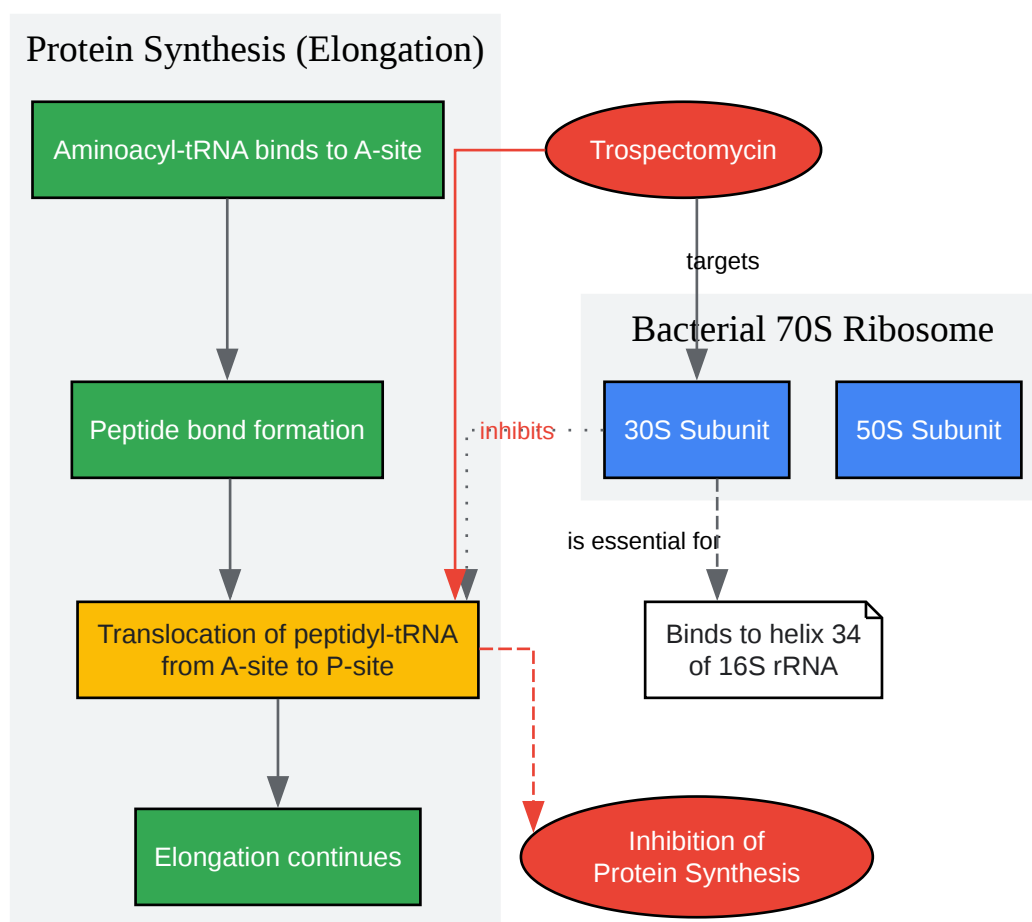 Protein Synthesis (Elongation)
Aminoacyl-tRNA binds to A-site
Trospectomycin
targets
Bacterial 70S Ribosome
Peptide bond formation
inhibits
30S Subunit
50S Subunit
is essential for
Translocation of peptidyl-tRNA
from A-site to P-site
Binds to helix 34
of 16S rRNA
Elongation continues
Inhibition of
Protein Synthesis